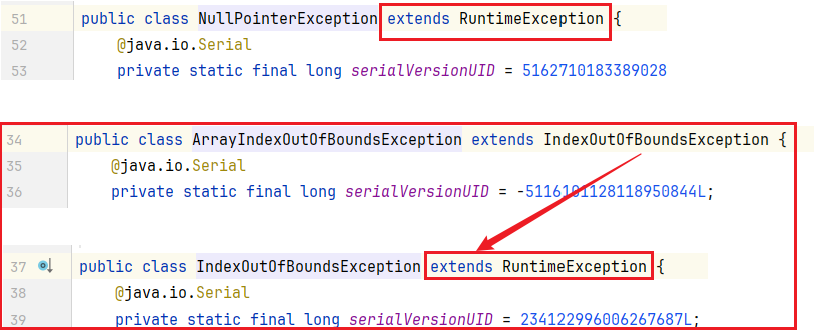 51 public class NullPointerException extends RuntimeException {
52 @java.io.Serial
53 private static final long serialVersionUID = 5162710183389028
34 public class ArrayIndexOutOfBoundsException extends IndexOutOfBoundsException {
35 @java.io.Serial
36 private static final long serialVersionUID = -5116101128118950844L;
37 public class IndexOutOfBoundsException extends RuntimeException {
38 @java.io.Serial
39 private static final long serialVersionUID = 234122996006267687L;